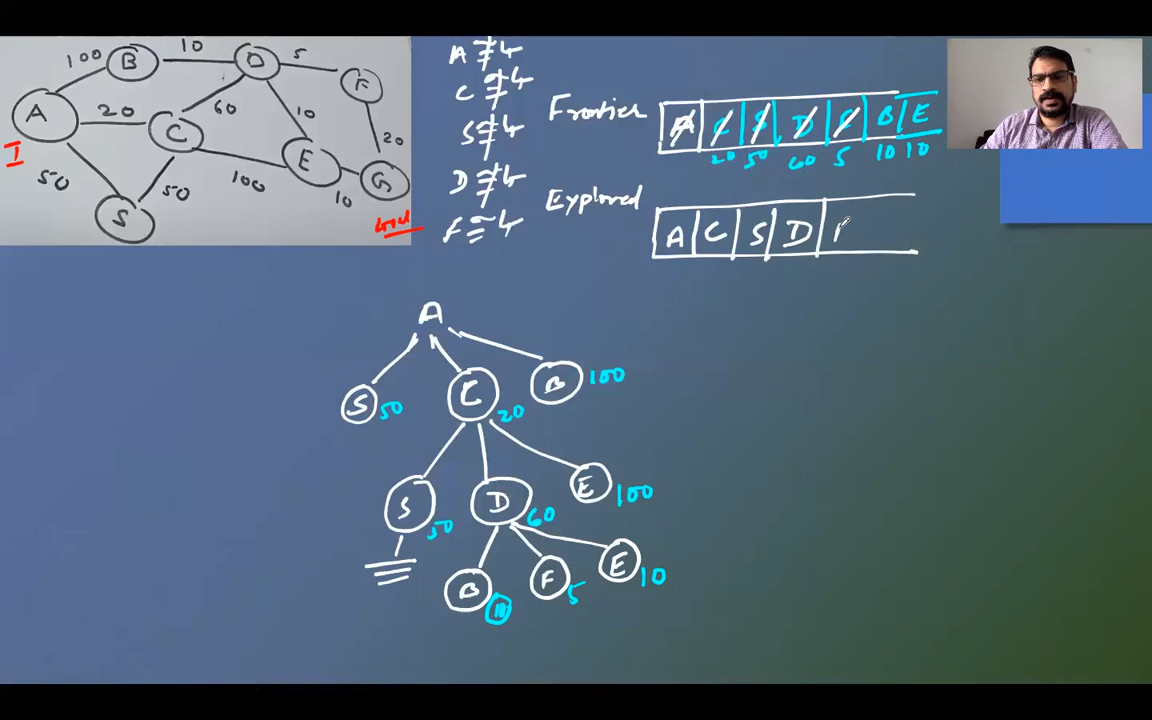 100 B 10 D 5 F
A 20 C 60 10 20
I 50 50 100 E 10 G
S
Goal
A ≠ G
C ≠ G
S ≠ G
D ≠ G
F = G
Frontier A C S D F B E
20 50 60 5 10 10
Explored A C S D
A
S 50 C 20 B 100
S 50 D 60 E 100
B 10 F 5 E 10